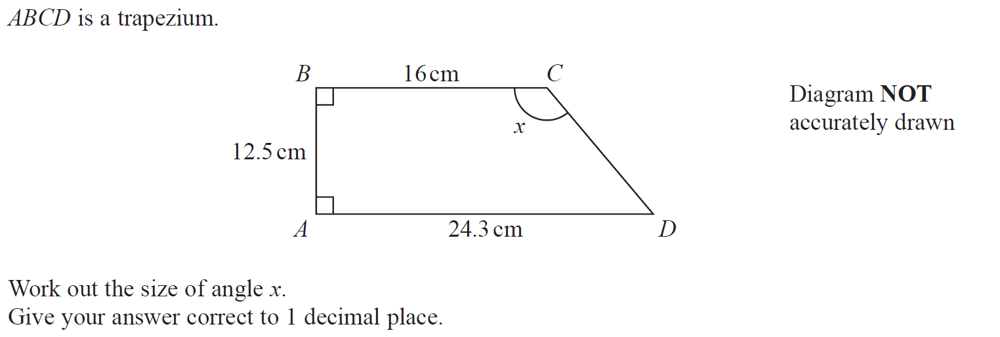 ABCD is a trapezium.
B
16 cm
C
Diagram NOT
accurately drawn
x
12.5 cm
A
24.3 cm
D
Work out the size of angle x.
Give your answer correct to 1 decimal place.